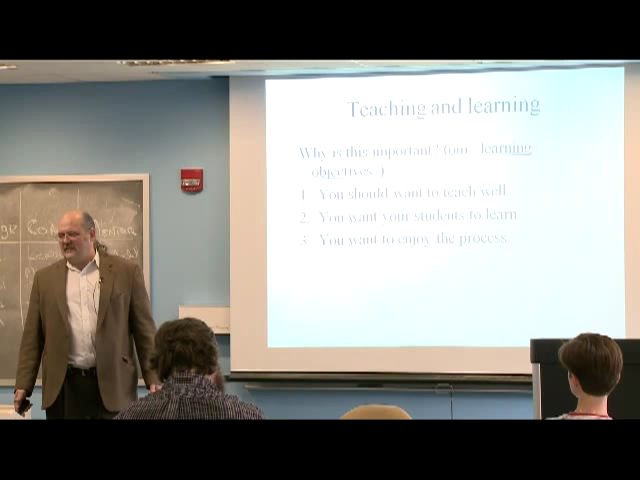 Teaching and learning
Why is this important? (our learning
objectives )
1 You should want to teach well
2 You want your students to learn
3 You want to enjoy the process